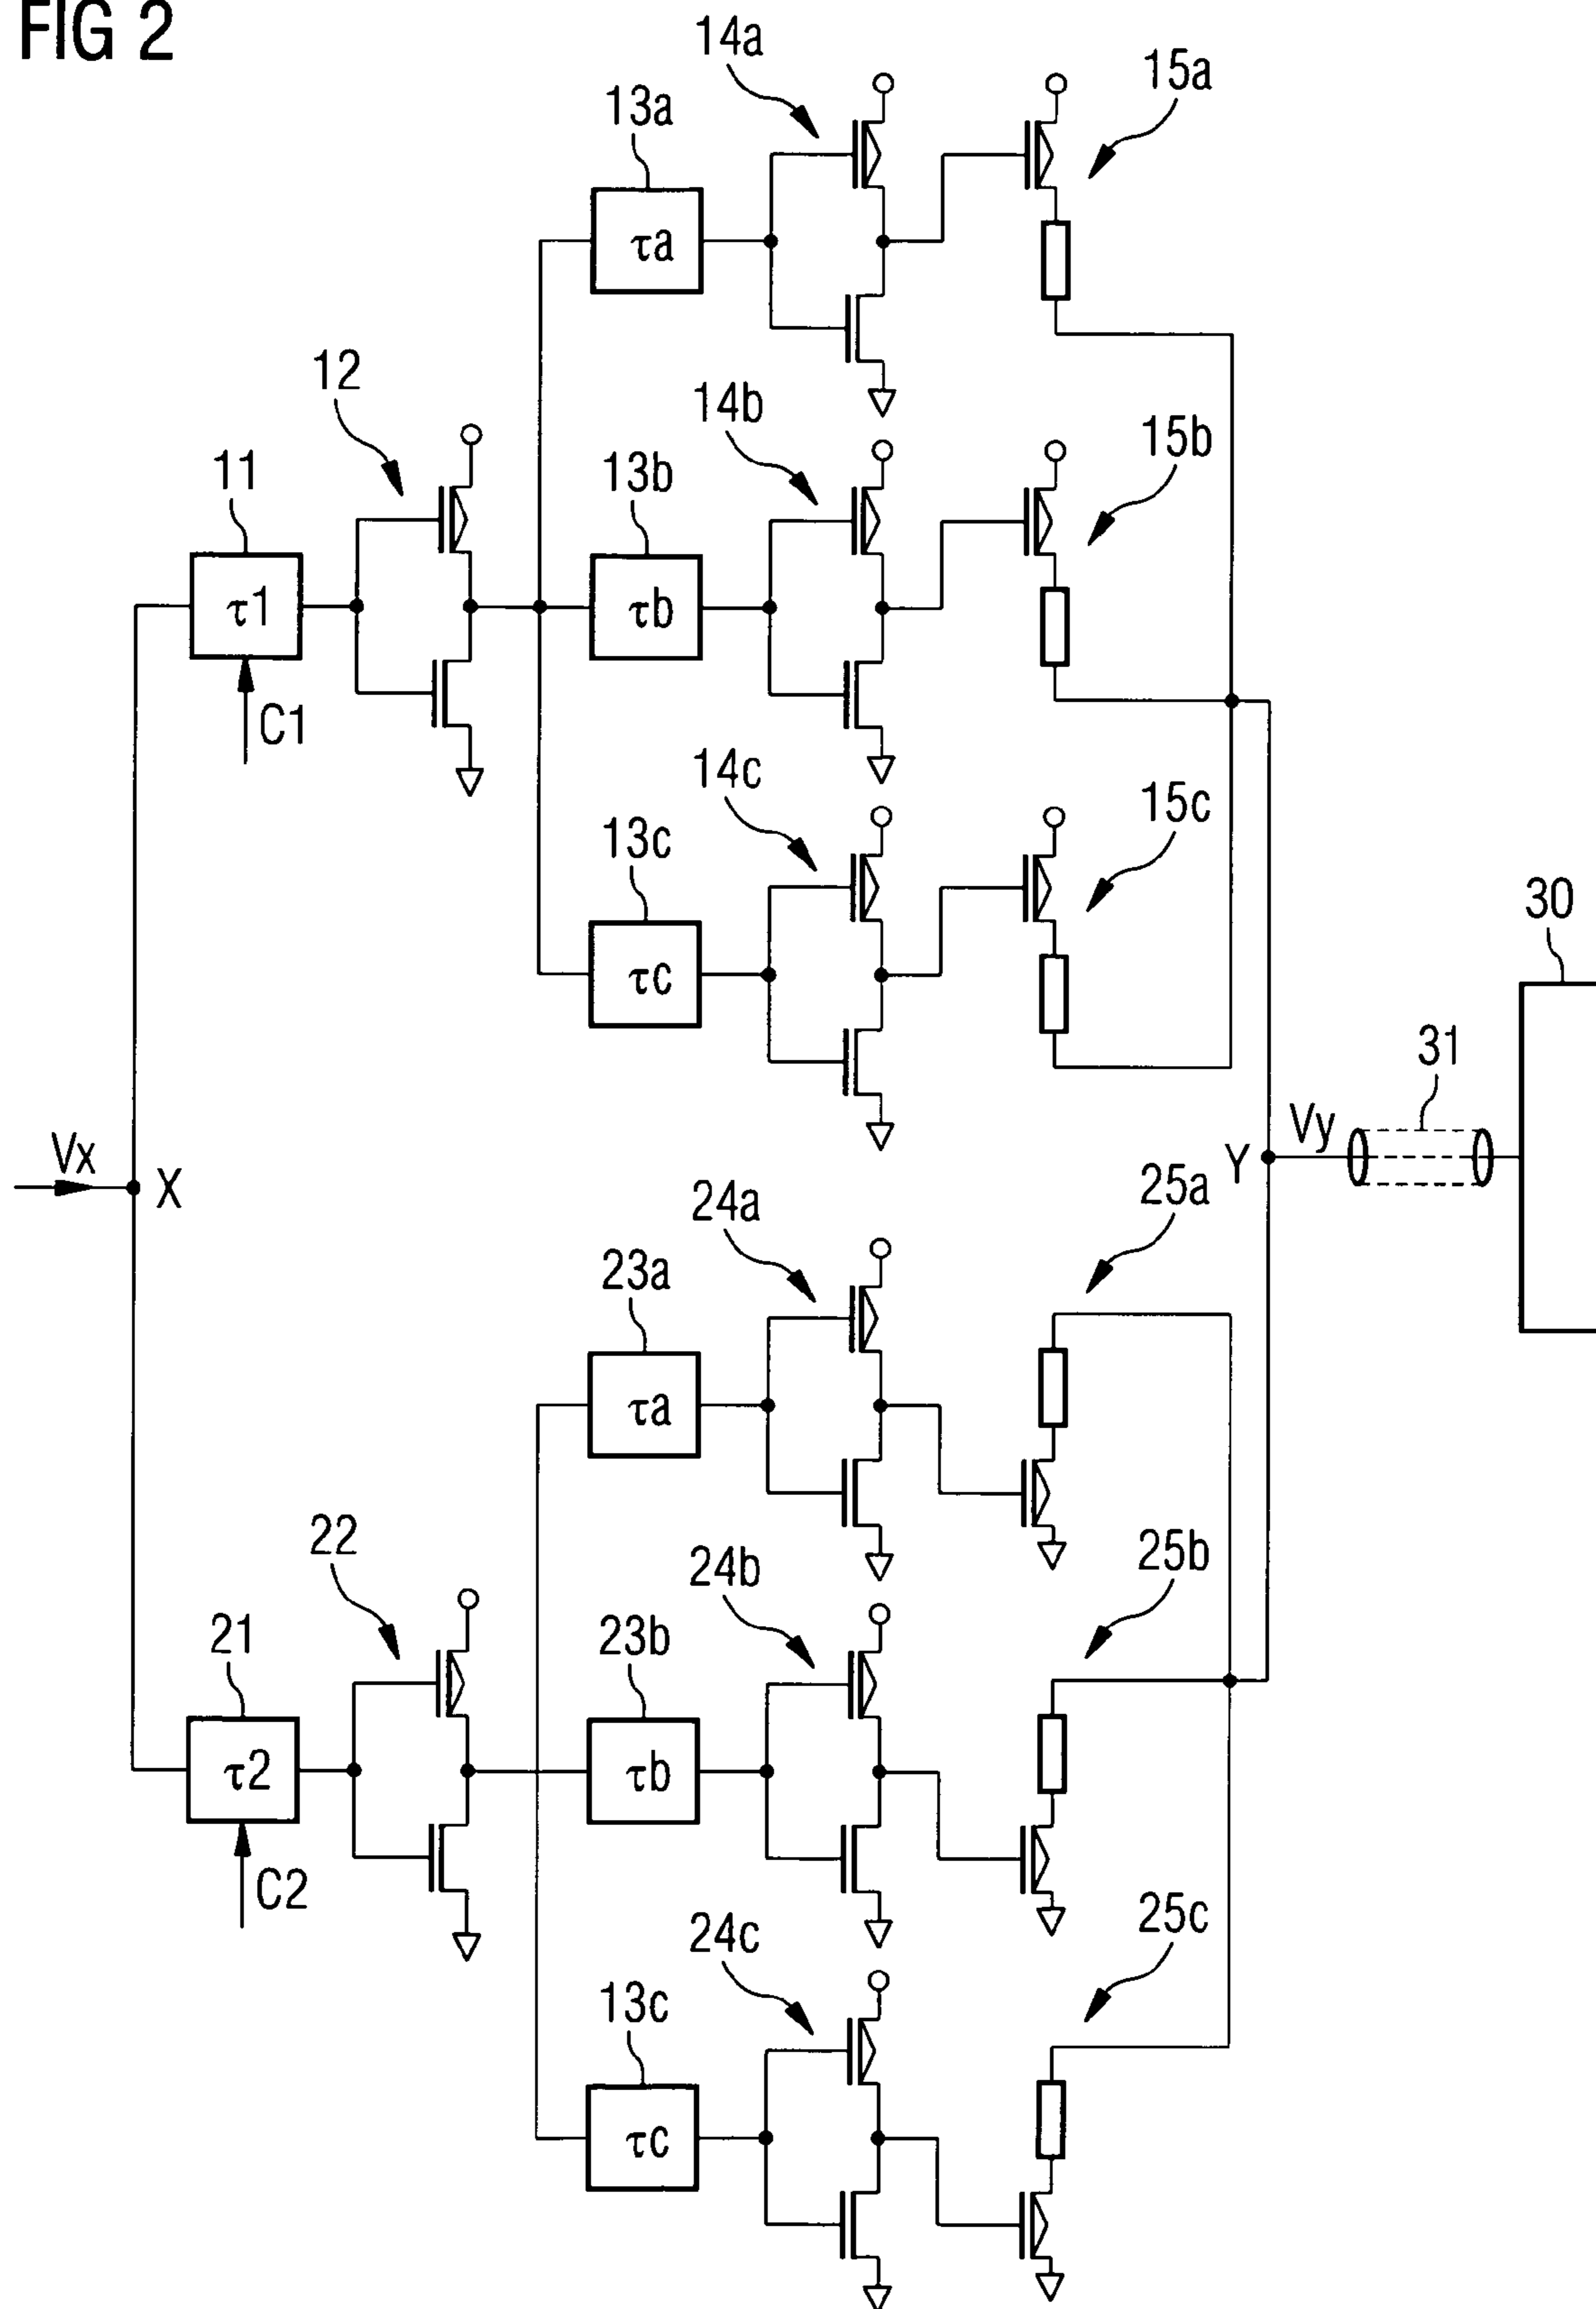 FIG 2
14a
15a
13a
τa
12
14b
15b
11
13b
τ1
τb
C1
14c
15c
13c
τc
30
31
Vx
X
Y
Vy
24a
25a
23a
τa
22
24b
25b
21
23b
τ2
τb
C2
24c
25c
13c
τc